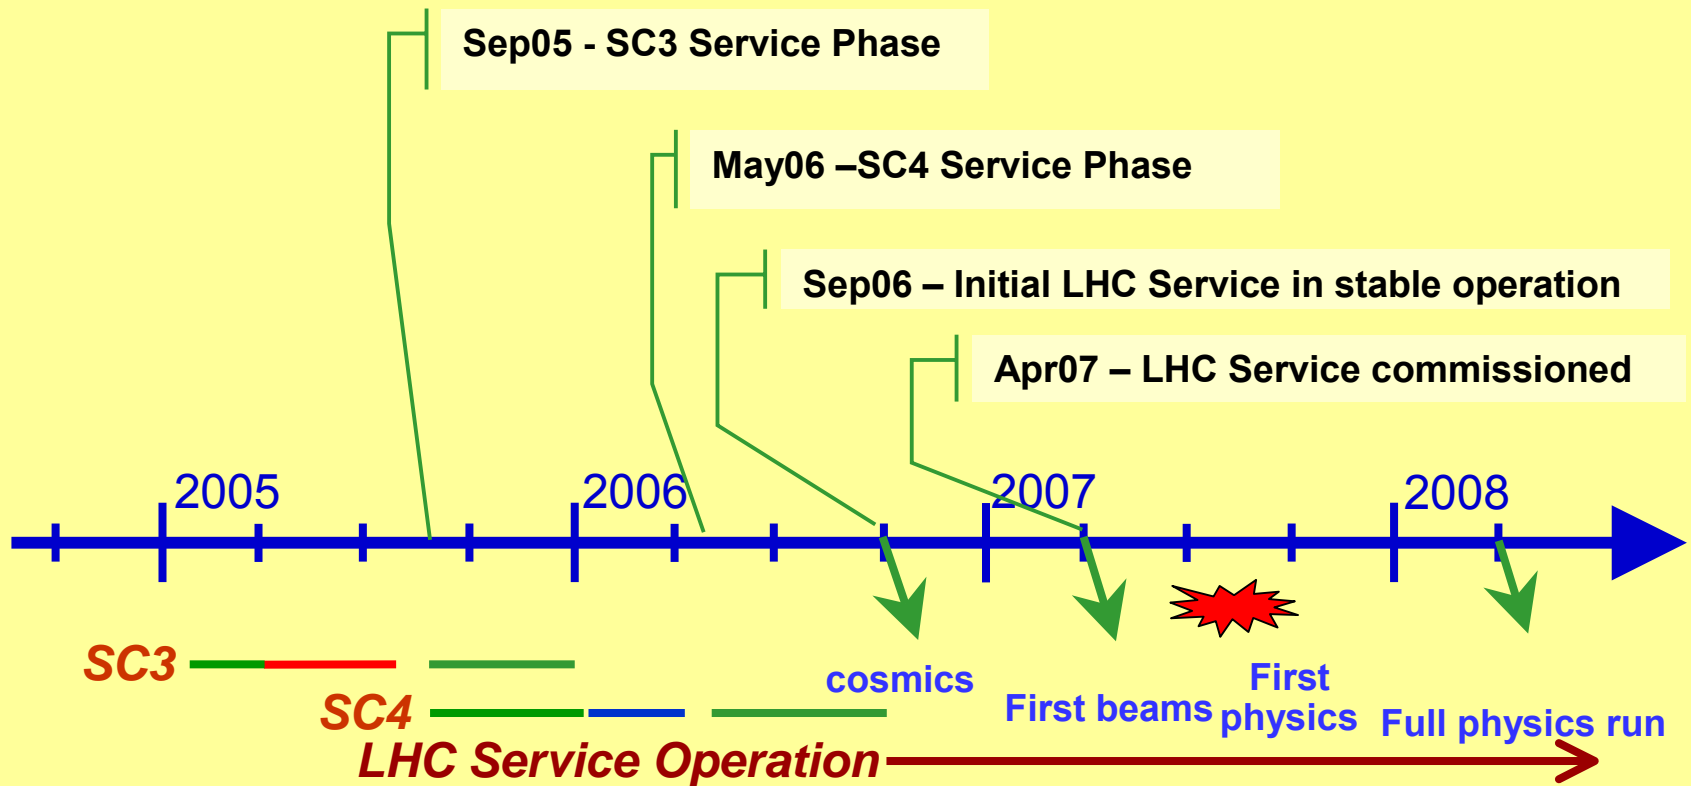 Sep05 - SC3 Service Phase
May06 –SC4 Service Phase
Sep06 – Initial LHC Service in stable operation
Apr07 – LHC Service commissioned
2005
2006
2007
2008
SC3
SC4
cosmics
First beams
First
physics
Full physics run
LHC Service Operation